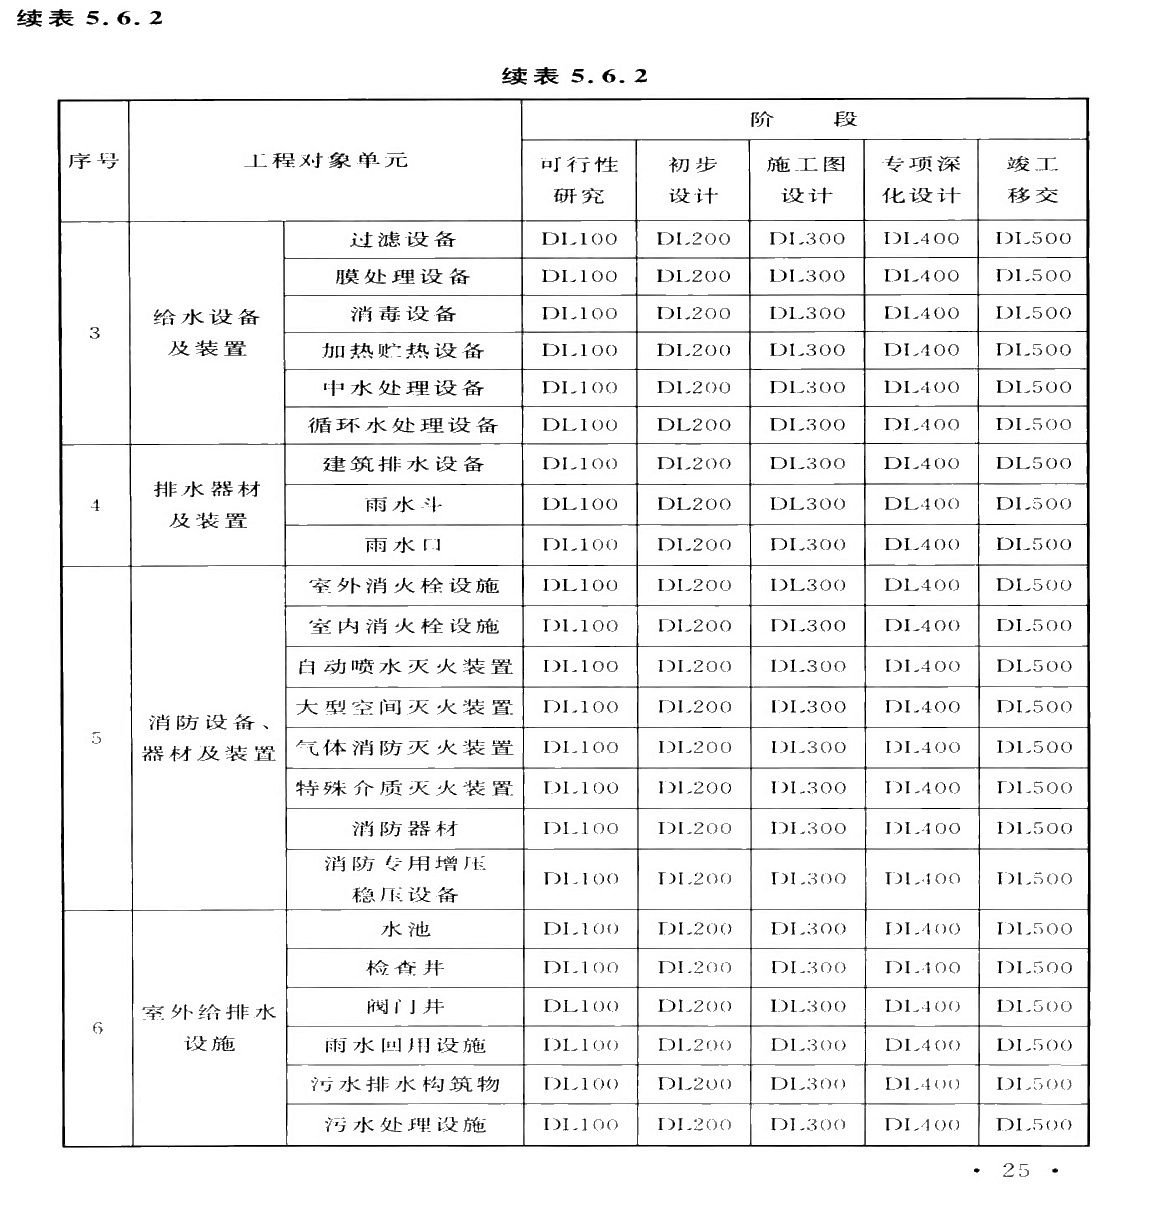 续表 5.6.2
续表 5.6.2
序号 工程对象单元 阶 段
可行性研究 初步设计 施工图设计 专项深化设计 竣工移交
3 给水设备及装置 过滤设备 DL100 DL200 DL300 DL400 DL500
膜处理设备 DL100 DL200 DL300 DL400 DL500
消毒设备 DL100 DL200 DL300 DL400 DL500
加热贮热设备 DL100 DL200 DL300 DL400 DL500
中水处理设备 DL100 DL200 DL300 DL400 DL500
循环水处理设备 DL100 DL200 DL300 DL400 DL500
4 排水器材及装置 建筑排水设备 DL100 DL200 DL300 DL400 DL500
雨水斗 DL100 DL200 DL300 DL400 DL500
雨水口 DL100 DL200 DL300 DL400 DL500
5 消防设备、器材及装置 室外消火栓设施 DL100 DL200 DL300 DL400 DL500
室内消火栓设施 DL100 DL200 DL300 DL400 DL500
自动喷水灭火装置 DL100 DL200 DL300 DL400 DL500
大型空间灭火装置 DL100 DL200 DL300 DL400 DL500
气体消防灭火装置 DL100 DL200 DL300 DL400 DL500
特殊介质灭火装置 DL100 DL200 DL300 DL400 DL500
消防器材 DL100 DL200 DL300 DL400 DL500
消防专用增压稳压设备 DL100 DL200 DL300 DL400 DL500
6 室外给排水设施 水池 DL100 DL200 DL300 DL400 DL500
检查井 DL100 DL200 DL300 DL400 DL500
阀门井 DL100 DL200 DL300 DL400 DL500
雨水回用设施 DL100 DL200 DL300 DL400 DL500
污水排水构筑物 DL100 DL200 DL300 DL400 DL500
污水处理设施 DL100 DL200 DL300 DL400 DL500
· 25 ·